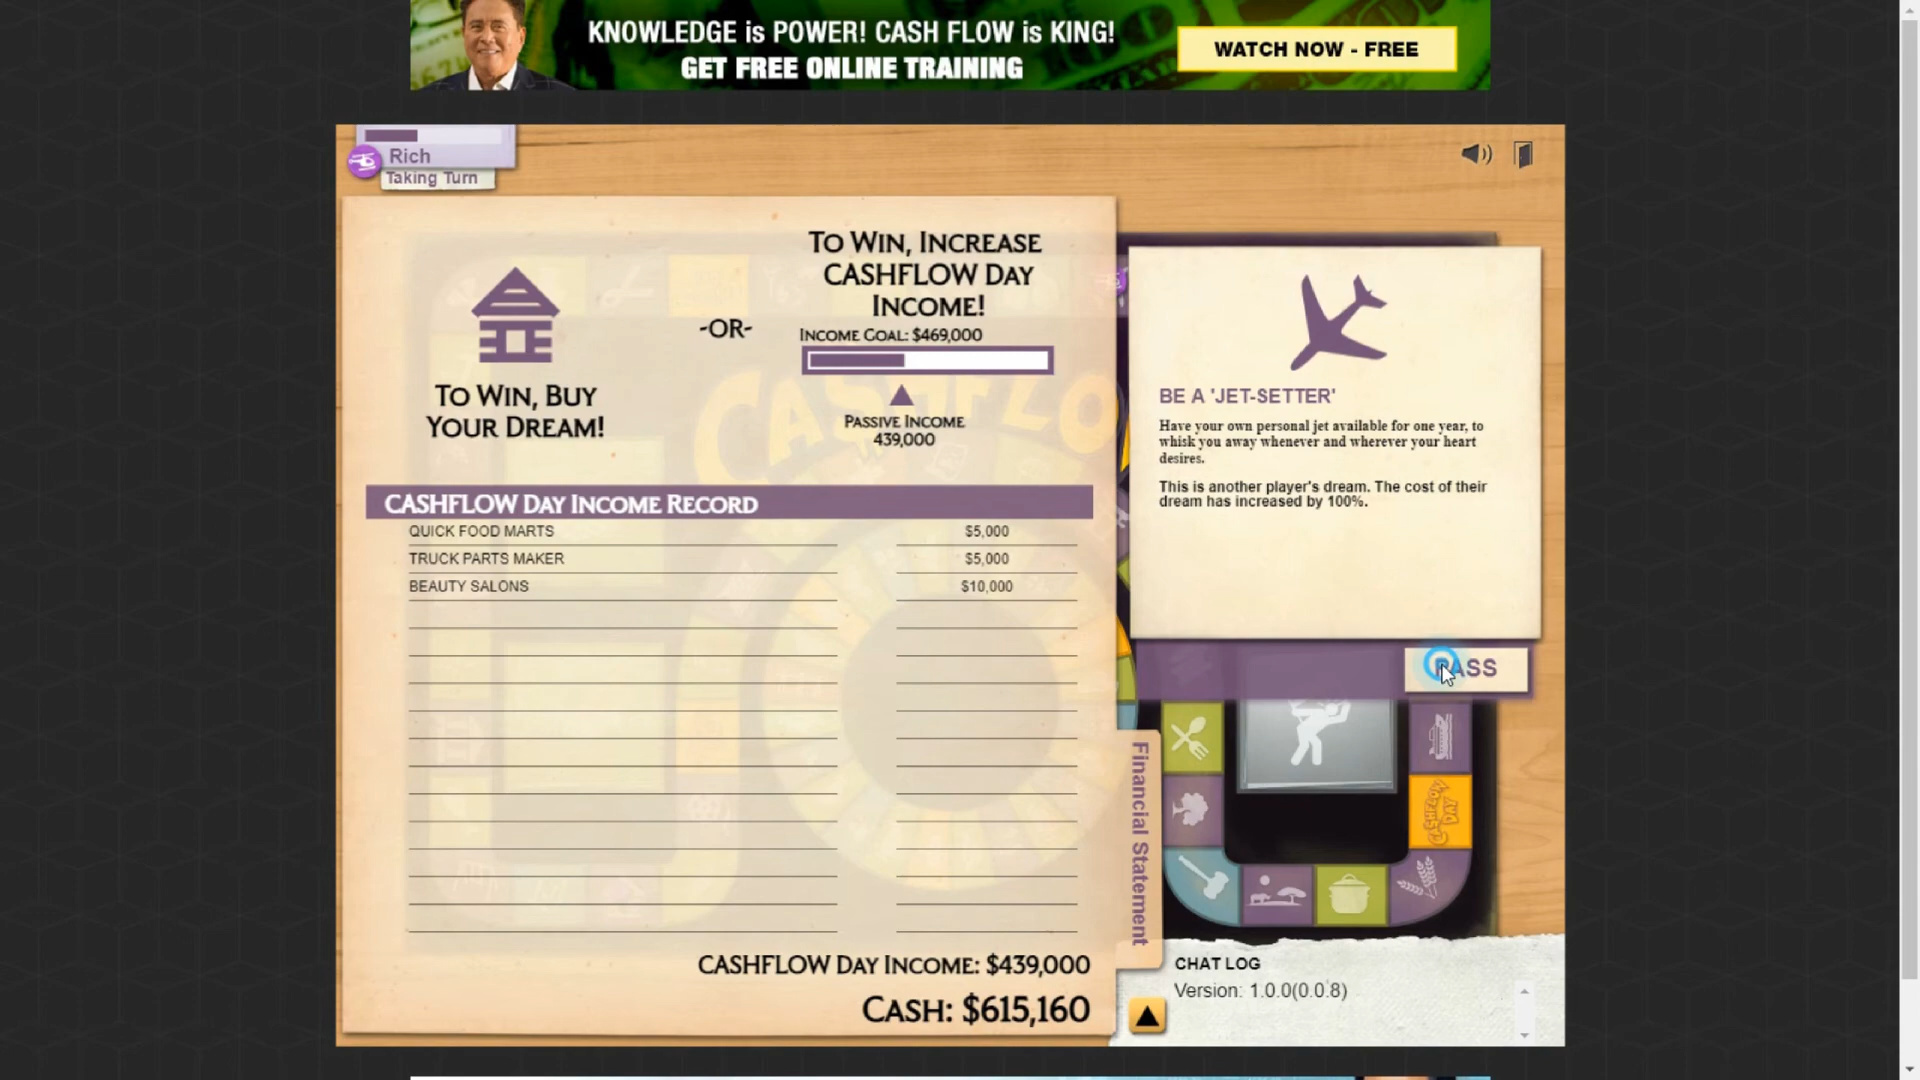 KNOWLEDGE is POWER! CASH FLOW is KING!
GET FREE ONLINE TRAINING
WATCH NOW - FREE
Rich
Taking Turn
TO WIN, BUY
YOUR DREAM!
-OR-
TO WIN, INCREASE
CASHFLOW DAY
INCOME!
INCOME GOAL: $469,000
PASSIVE INCOME
439,000
CASHFLOW DAY INCOME RECORD
QUICK FOOD MARTS $5,000
TRUCK PARTS MAKER $5,000
BEAUTY SALONS $10,000
CASHFLOW DAY INCOME: $439,000
CASH: $615,160
BE A 'JET-SETTER'
Have your own personal jet available for one year, to
whisk you away whenever and wherever your heart
desires.
This is another player's dream. The cost of their
dream has increased by 100%.
PASS
Financial Statement
CASHFLOW
DAY
CASHFLO
CHAT LOG
Version: 1.0.0(0.0.8)